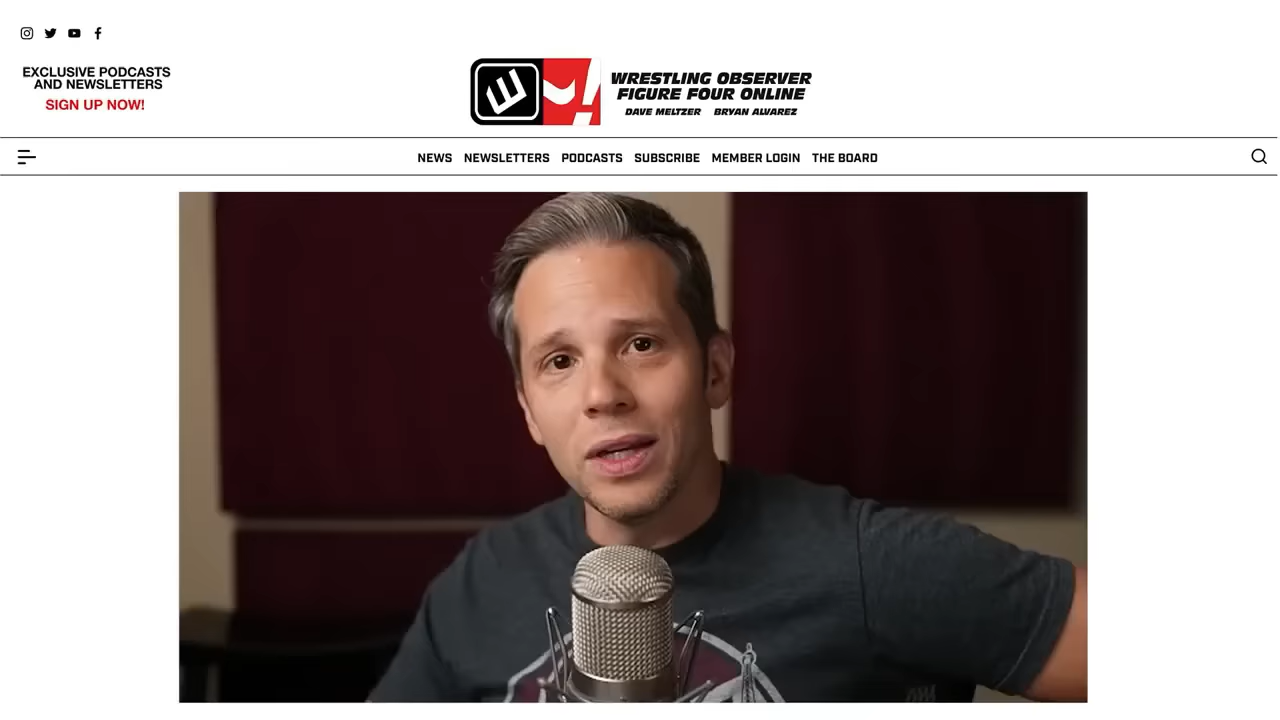 EXCLUSIVE PODCASTS
AND NEWSLETTERS
SIGN UP NOW!
WRESTLING OBSERVER
FIGURE FOUR ONLINE
DAVE MELTZER BRYAN ALVAREZ
NEWS NEWSLETTERS PODCASTS SUBSCRIBE MEMBER LOGIN THE BOARD